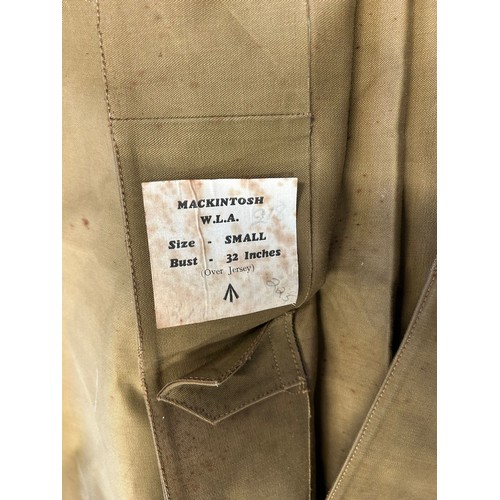 MACKINTOSH
W.L.A.
Size - SMALL
Bust - 32 Inches
(Over Jersey)